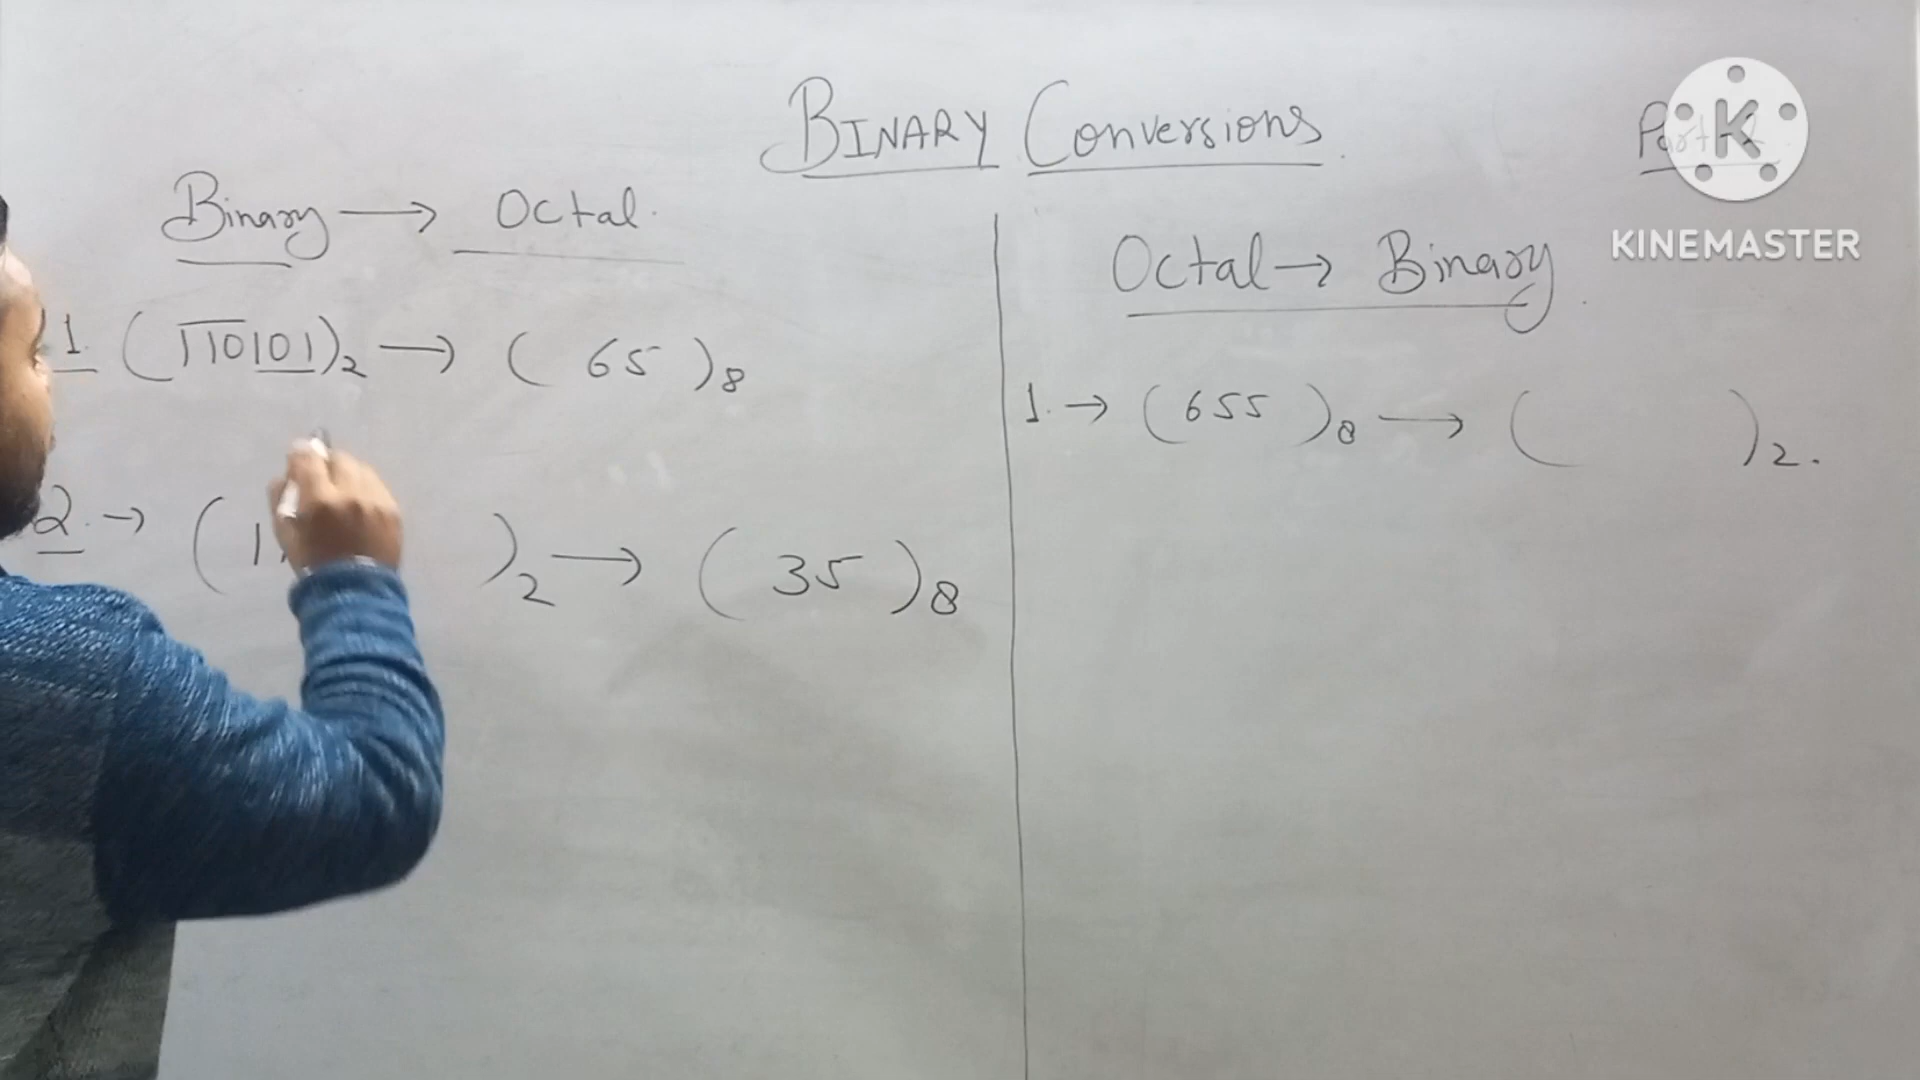 BINARY Conversions
Part
KINEMASTER
Binary → Octal
1. (110101)2 → (65)8
2. → (1 )2 → (35)8
Octal → Binary
1. → (655)8 → ( )2.